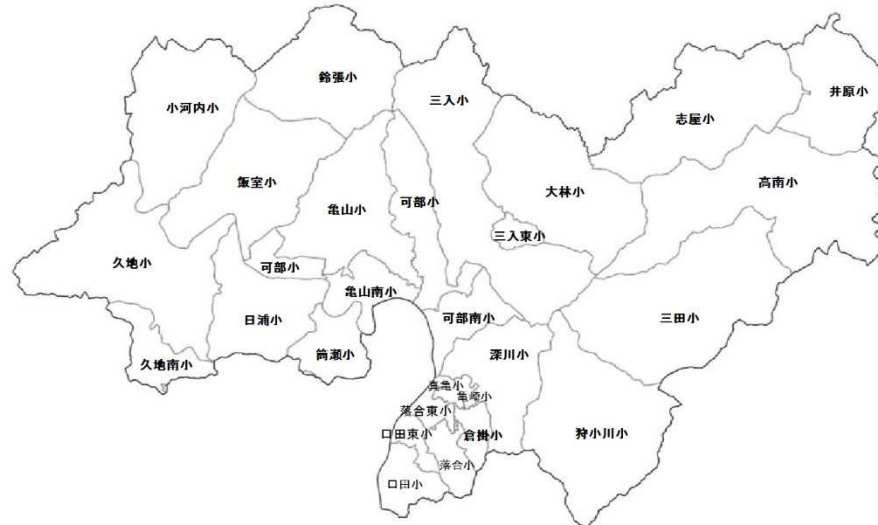 鈴張小
三入小
井原小
小河内小
志屋小
飯室小
大林小
高南小
亀山小
可部小
三入東小
久地小
可部小
亀山南小
日浦小
可部南小
三田小
筒瀬小
深川小
久地南小
真亀小
亀崎小
落合東小
口田東小
倉掛小
狩小川小
落合小
口田小